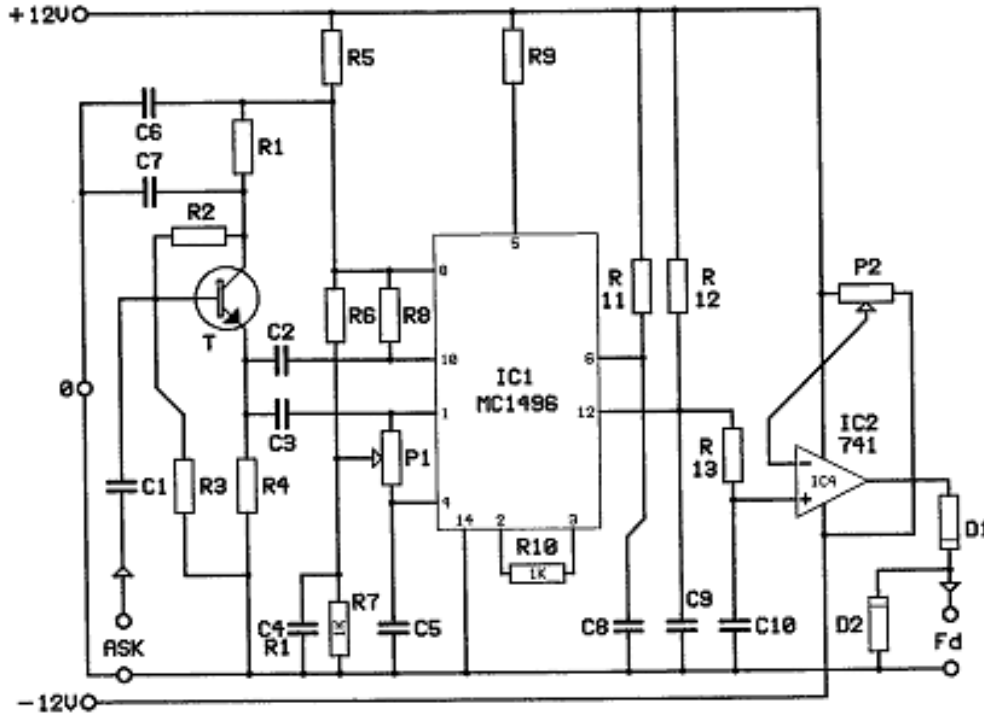 +12V
R5
R9
C6
R1
C7
R2
5
8
P2
R
11
R
12
R6
R8
T
C2
10
6
IC1
MC1496
0
1
12
C3
P1
IC2
741
R
13
-
C1
R3
R4
IC4
4
+
14
2
3
D1
R10
1K
R7
C4
R1
1K
C5
C8
C9
C10
D2
ASK
Fd
-12V